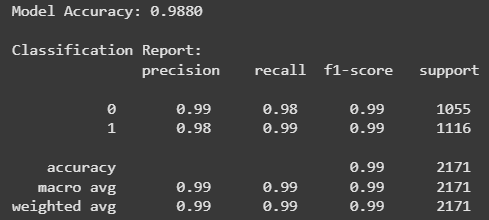 Model Accuracy: 0.9880
Classification Report:
precision recall f1-score support
0 0.99 0.98 0.99 1055
1 0.98 0.99 0.99 1116
accuracy 0.99 2171
macro avg 0.99 0.99 0.99 2171
weighted avg 0.99 0.99 0.99 2171